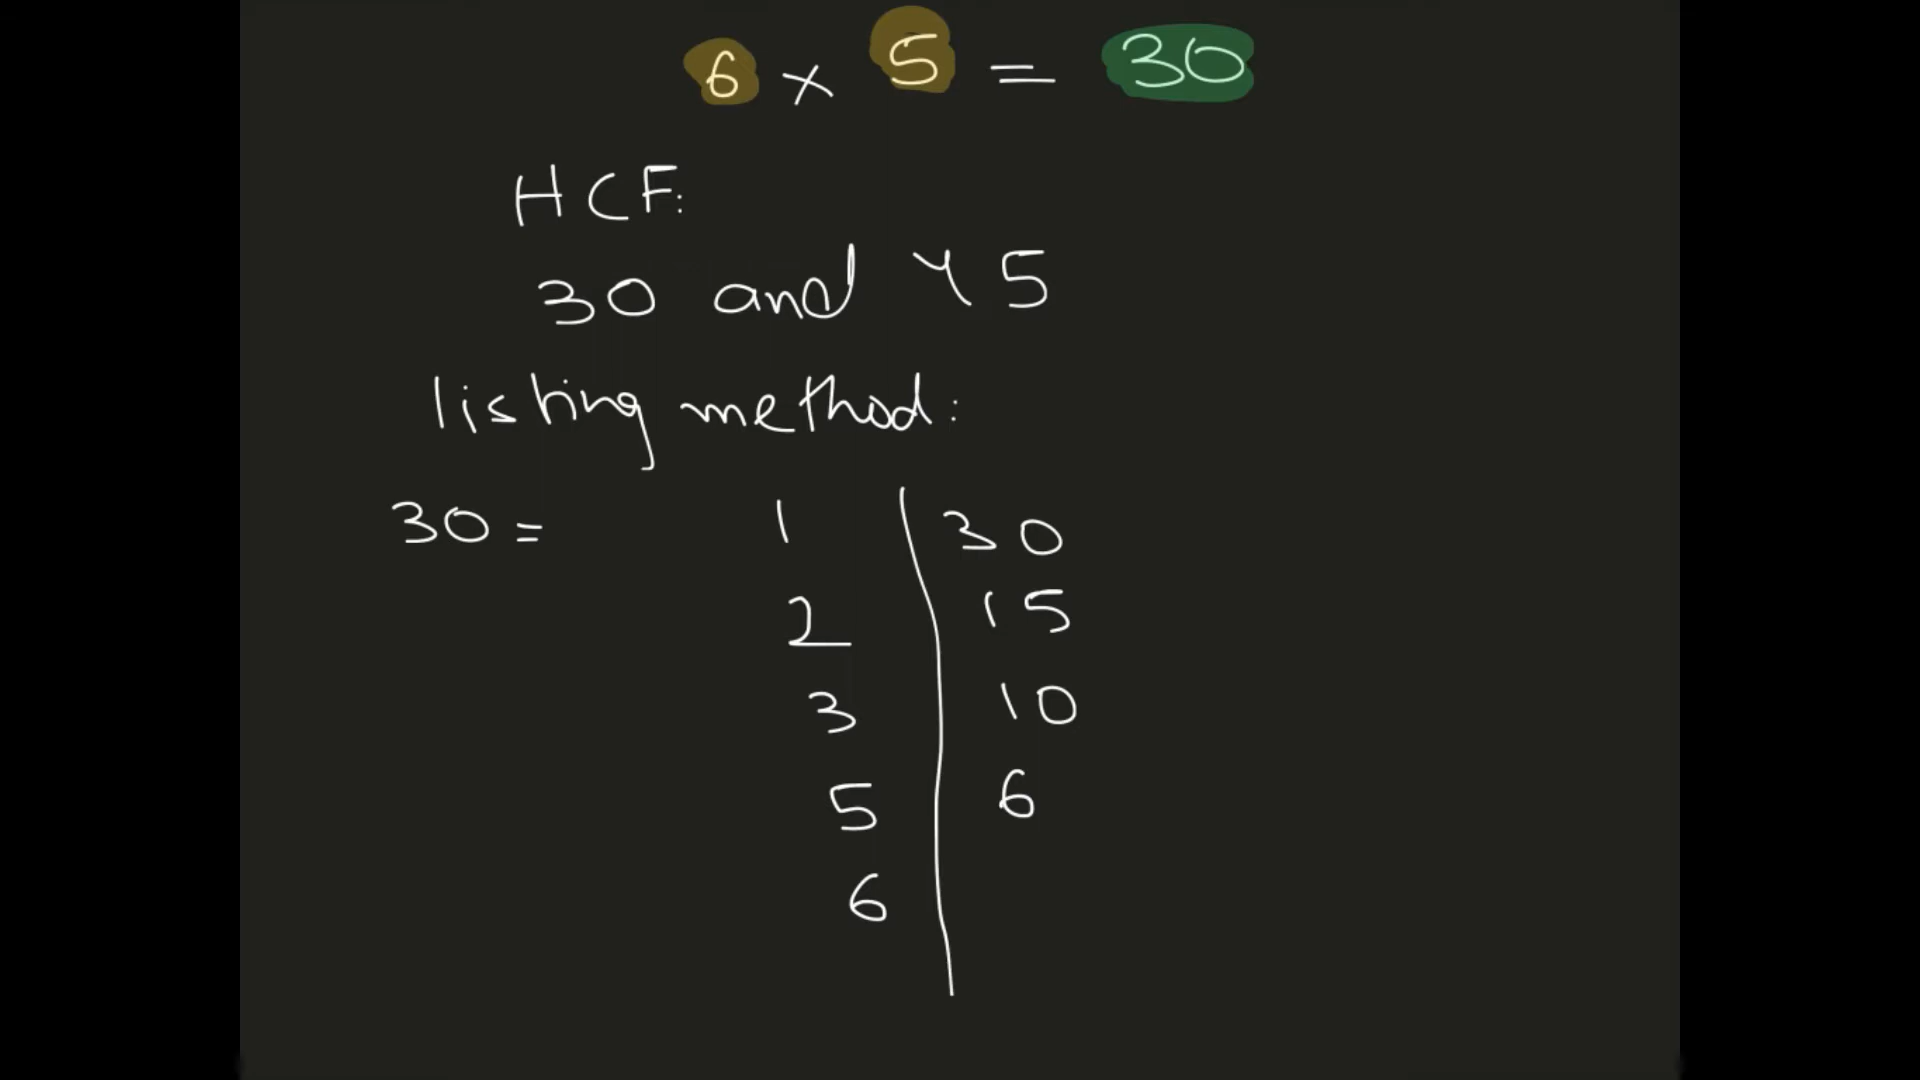 6 × 5 = 30
HCF:
30 and 45
listing method:
30 = 1 | 30
2 | 15
3 | 10
5 | 6
6 |